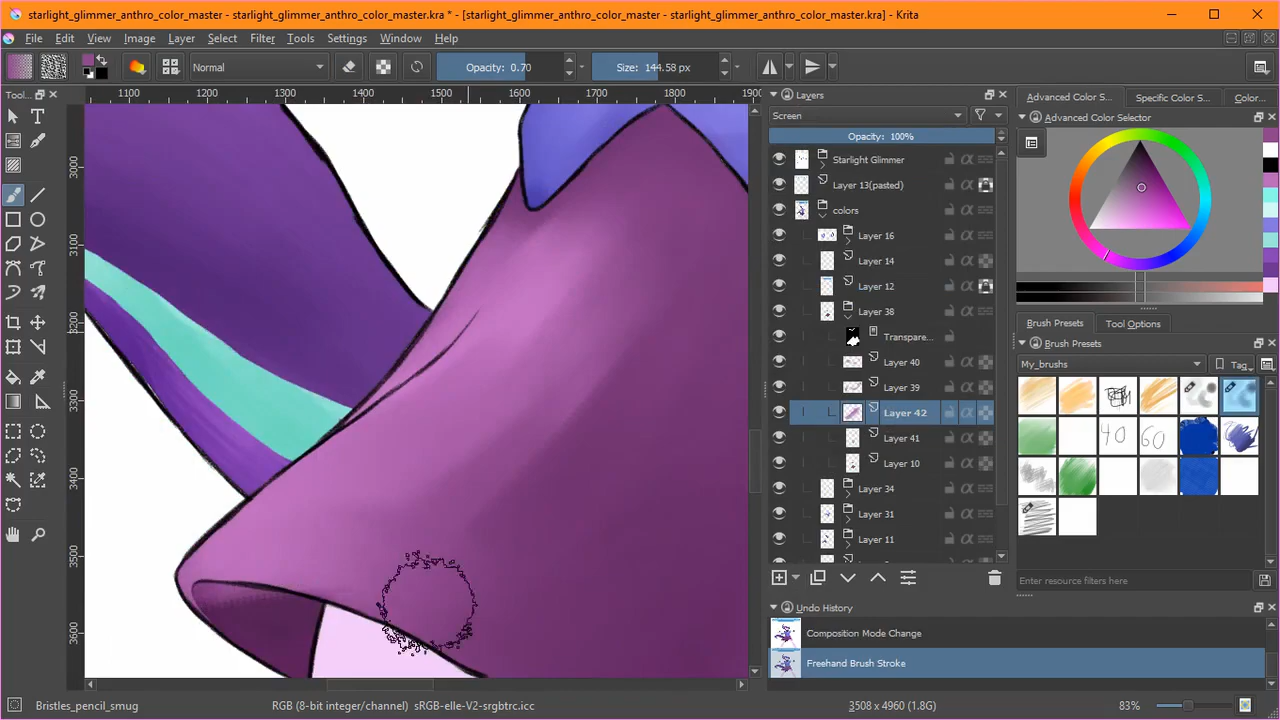 starlight_glimmer_anthro_color_master - starlight_glimmer_anthro_color_master.kra * - [starlight_glimmer_anthro_color_master - starlight_glimmer_anthro_color_master.kra] - Krita
File Edit View Image Layer Select Filter Tools Settings Window Help
Normal Opacity: 0.70 Size: 144.58 px
Tool...
1100 1200 1300 1400 1500 1600 1700 1800 1900
3000
3100
3200
3300
3400
3500
3600
Layers
Screen
Opacity: 100%
Starlight Glimmer
Layer 13(pasted)
colors
Layer 16
Layer 14
Layer 12
Layer 38
Transpare...
Layer 40
Layer 39
Layer 42
Layer 41
Layer 10
Layer 34
Layer 31
Layer 11
Undo History
Composition Mode Change
Freehand Brush Stroke
Advanced Color S... Specific Color S... Color...
Advanced Color Selector
Brush Presets Tool Options
Brush Presets
My_brushes Tag
40 60
Enter resource filters here
Bristles_pencil_smug RGB (8-bit integer/channel) sRGB-elle-V2-srgbtrc.icc 3508 x 4960 (1.8G) 83%